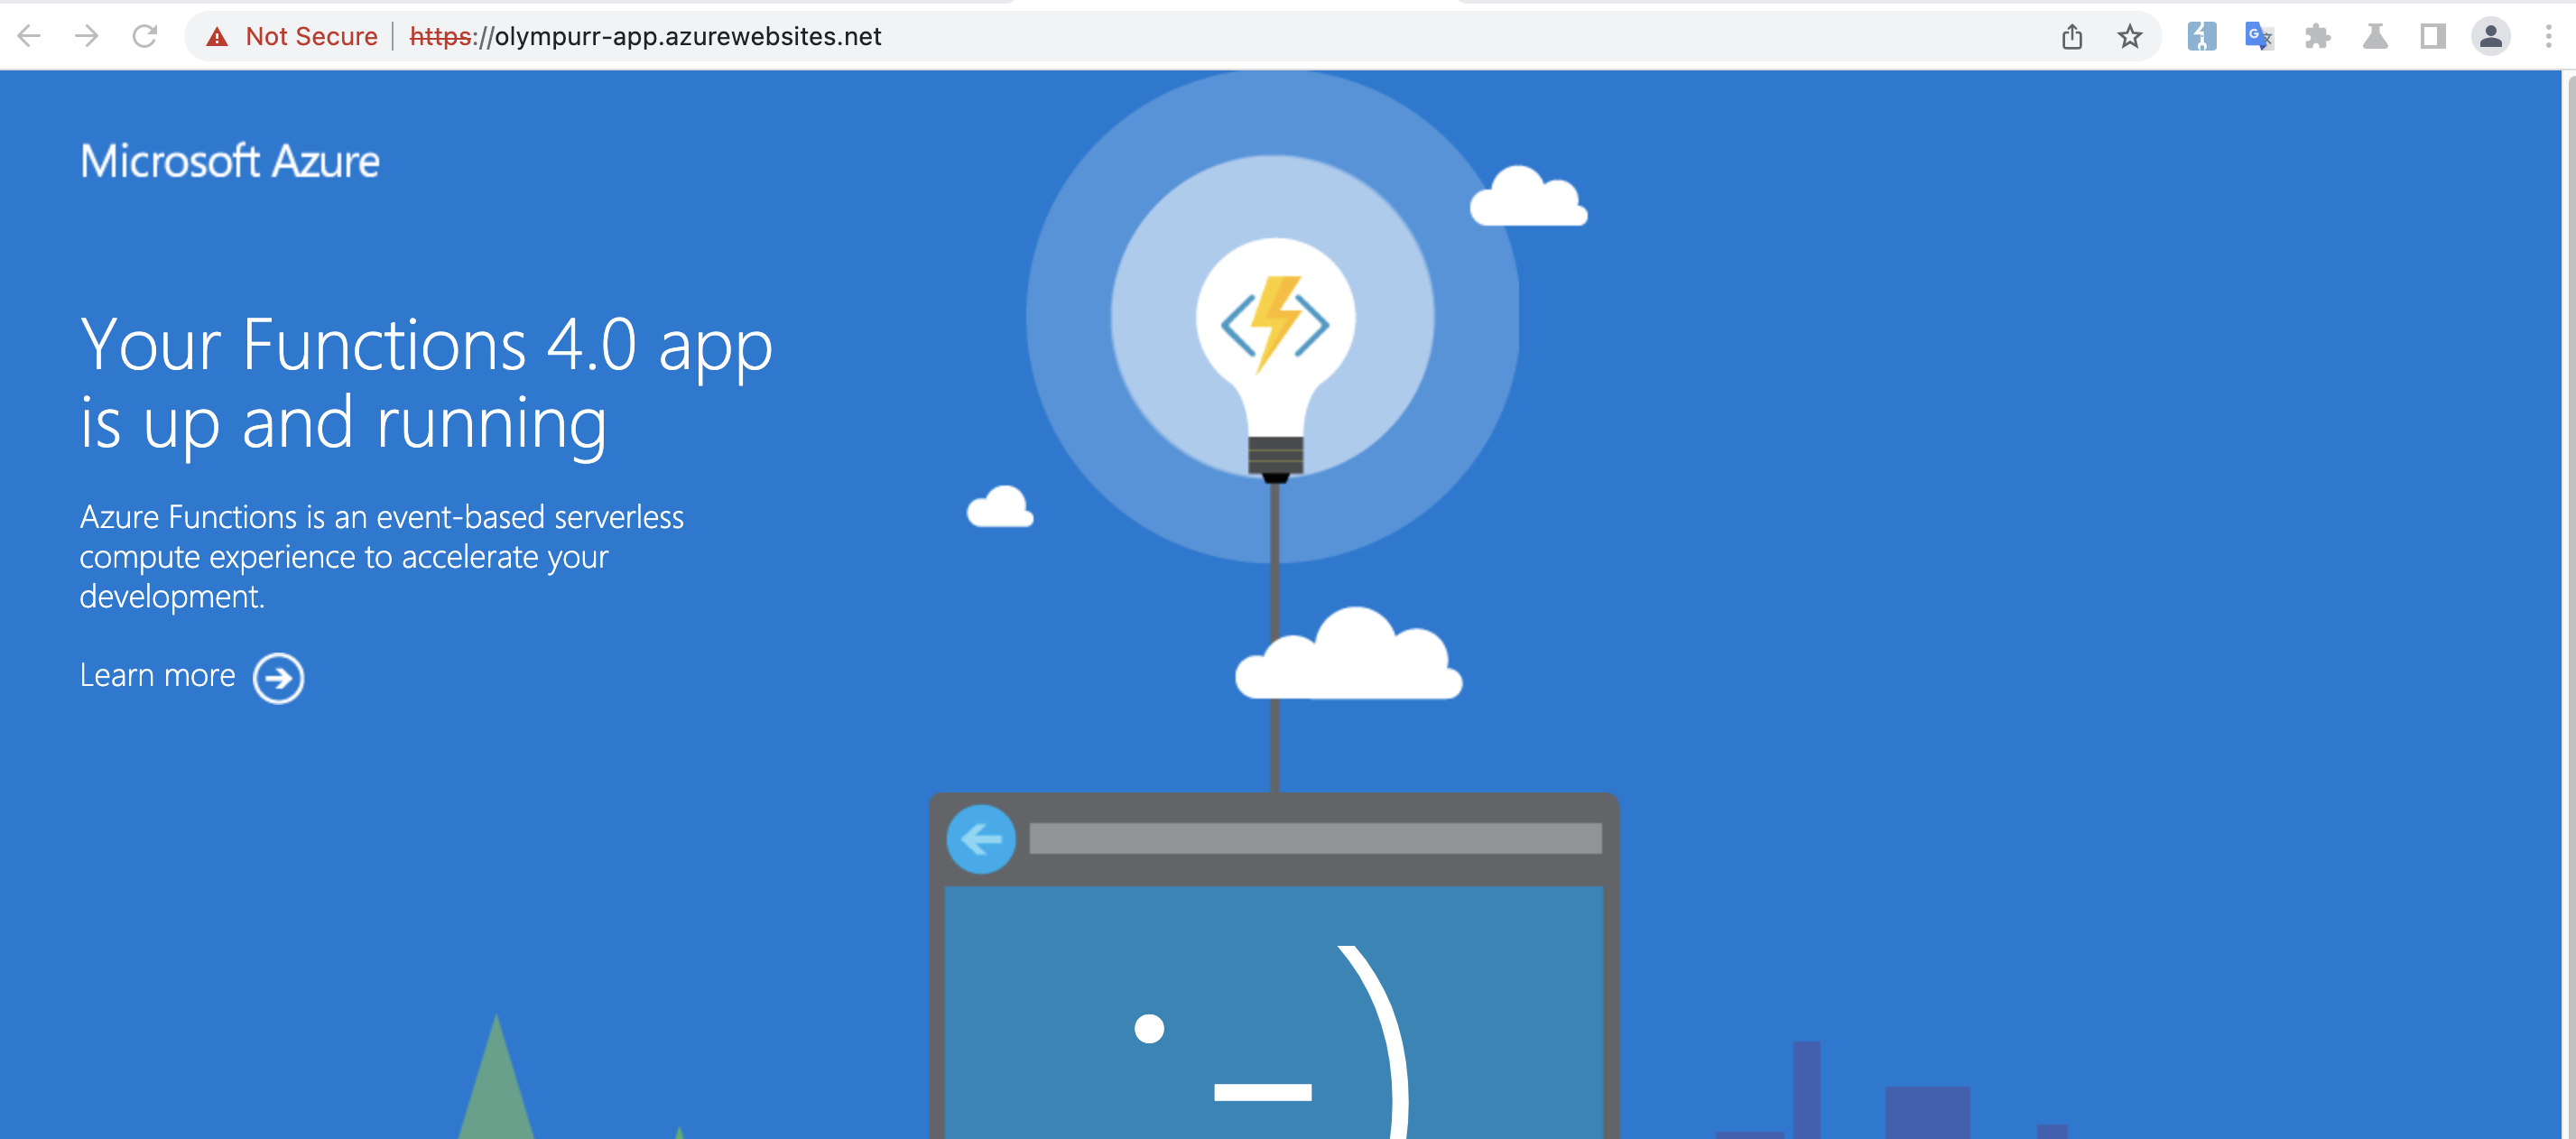 Not Secure | https://olympurr-app.azurewebsites.net
Microsoft Azure
Your Functions 4.0 app
is up and running
Azure Functions is an event-based serverless
compute experience to accelerate your
development.
Learn more